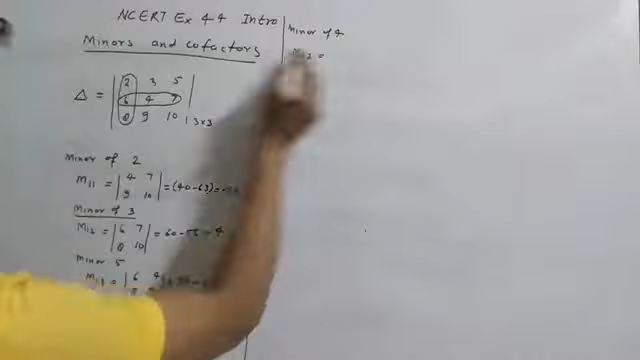 NCERT Ex 4.4 Intro
Minors and cofactors
Δ = | 2 3 5 |
| 6 4 7 |
| 8 9 10 | 3x3
Minor of 2
M11 = | 4 7 |
| 9 10 | = (40-63) =
Minor of 3
M12 = | 6 7 |
| 8 10 | = 60-56 = 4
Minor 5
M13 = | 6 4
Minor of 4
=